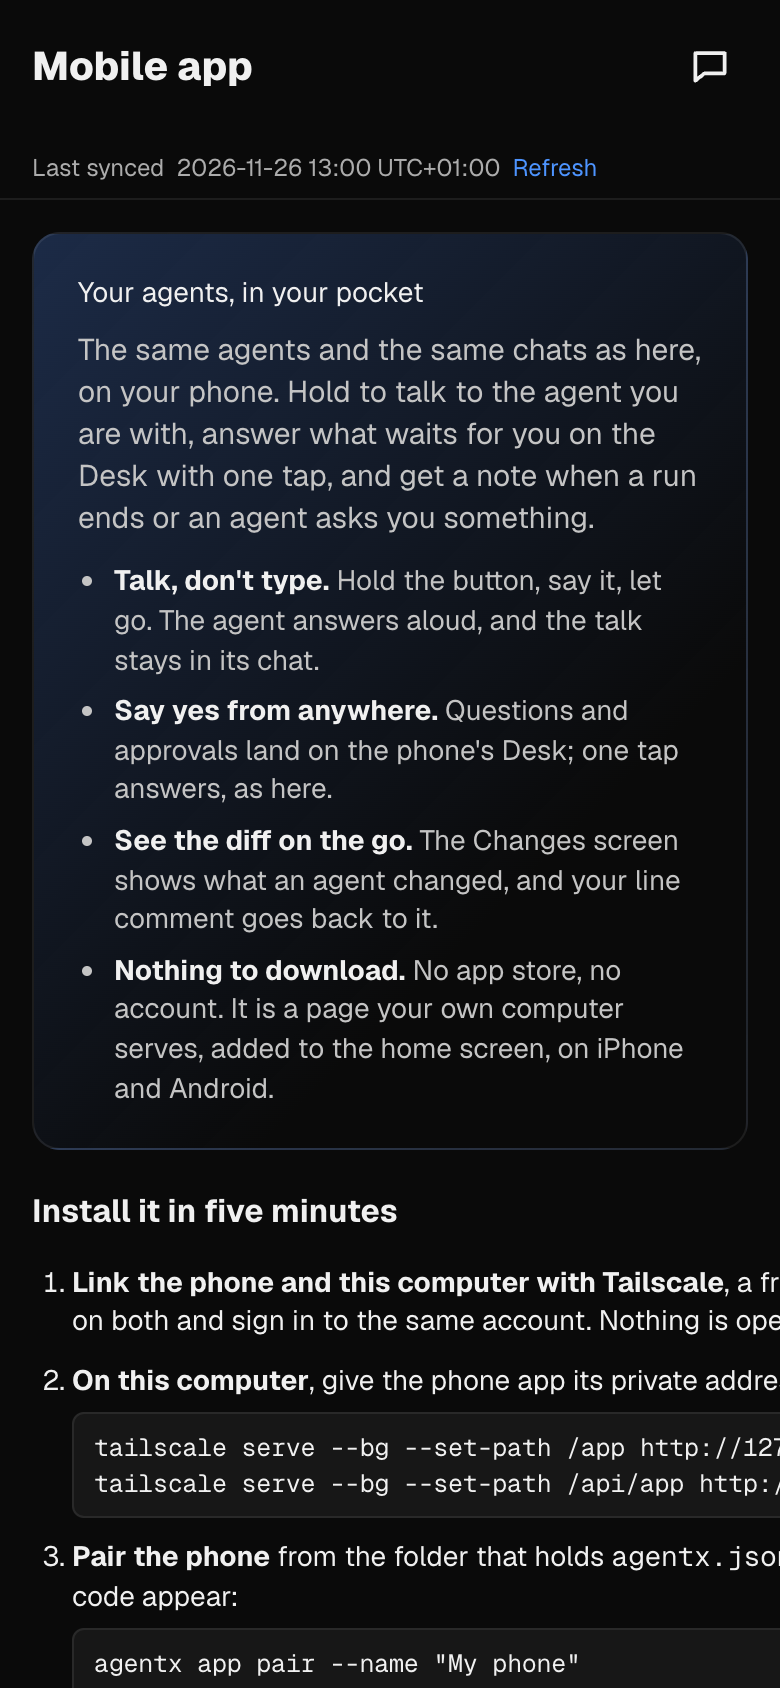 Mobile app
Last synced 2026-11-26 13:00 UTC+01:00 Refresh
Your agents, in your pocket
The same agents and the same chats as here,
on your phone. Hold to talk to the agent you
are with, answer what waits for you on the
Desk with one tap, and get a note when a run
ends or an agent asks you something.
• Talk, don't type. Hold the button, say it, let
go. The agent answers aloud, and the talk
stays in its chat.
• Say yes from anywhere. Questions and
approvals land on the phone's Desk; one tap
answers, as here.
• See the diff on the go. The Changes screen
shows what an agent changed, and your line
comment goes back to it.
• Nothing to download. No app store, no
account. It is a page your own computer
serves, added to the home screen, on iPhone
and Android.
Install it in five minutes
1. Link the phone and this computer with Tailscale, a fr
on both and sign in to the same account. Nothing is ope
2. On this computer, give the phone app its private addre
tailscale serve --bg --set-path /app http://127
tailscale serve --bg --set-path /api/app http:/
3. Pair the phone from the folder that holds agentx.jso
code appear:
agentx app pair --name "My phone"